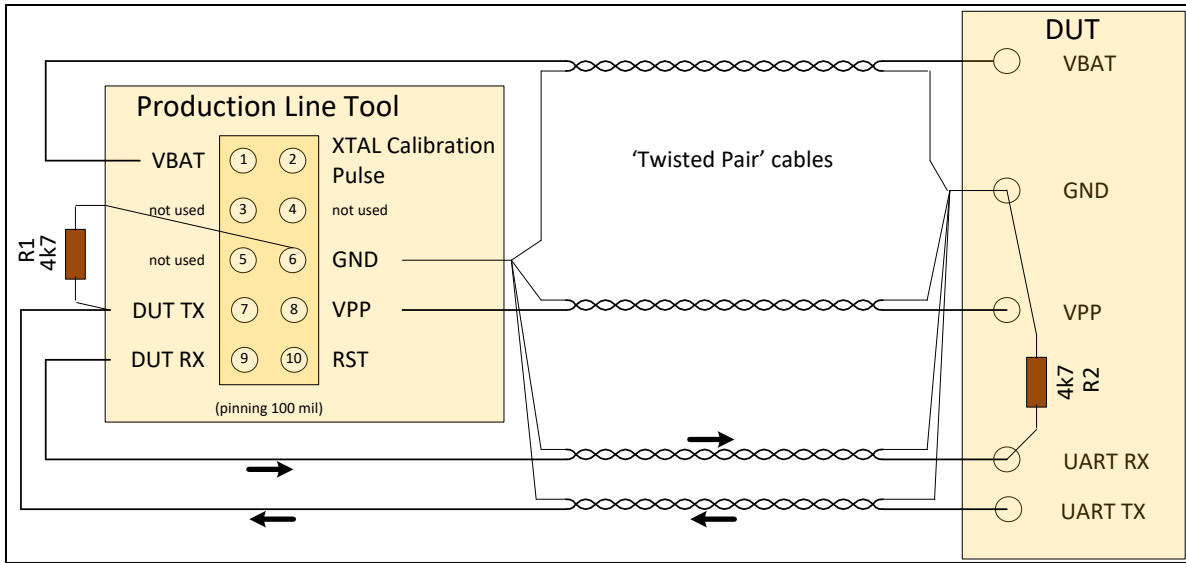 DUT
VBAT
Production Line Tool
VBAT
1
2
XTAL Calibration
Pulse
'Twisted Pair' cables
not used
3
4
not used
GND
R1
4k7
not used
5
6
GND
DUT TX
7
8
VPP
VPP
DUT RX
9
10
RST
4k7
R2
(pinning 100 mil)
UART RX
UART TX